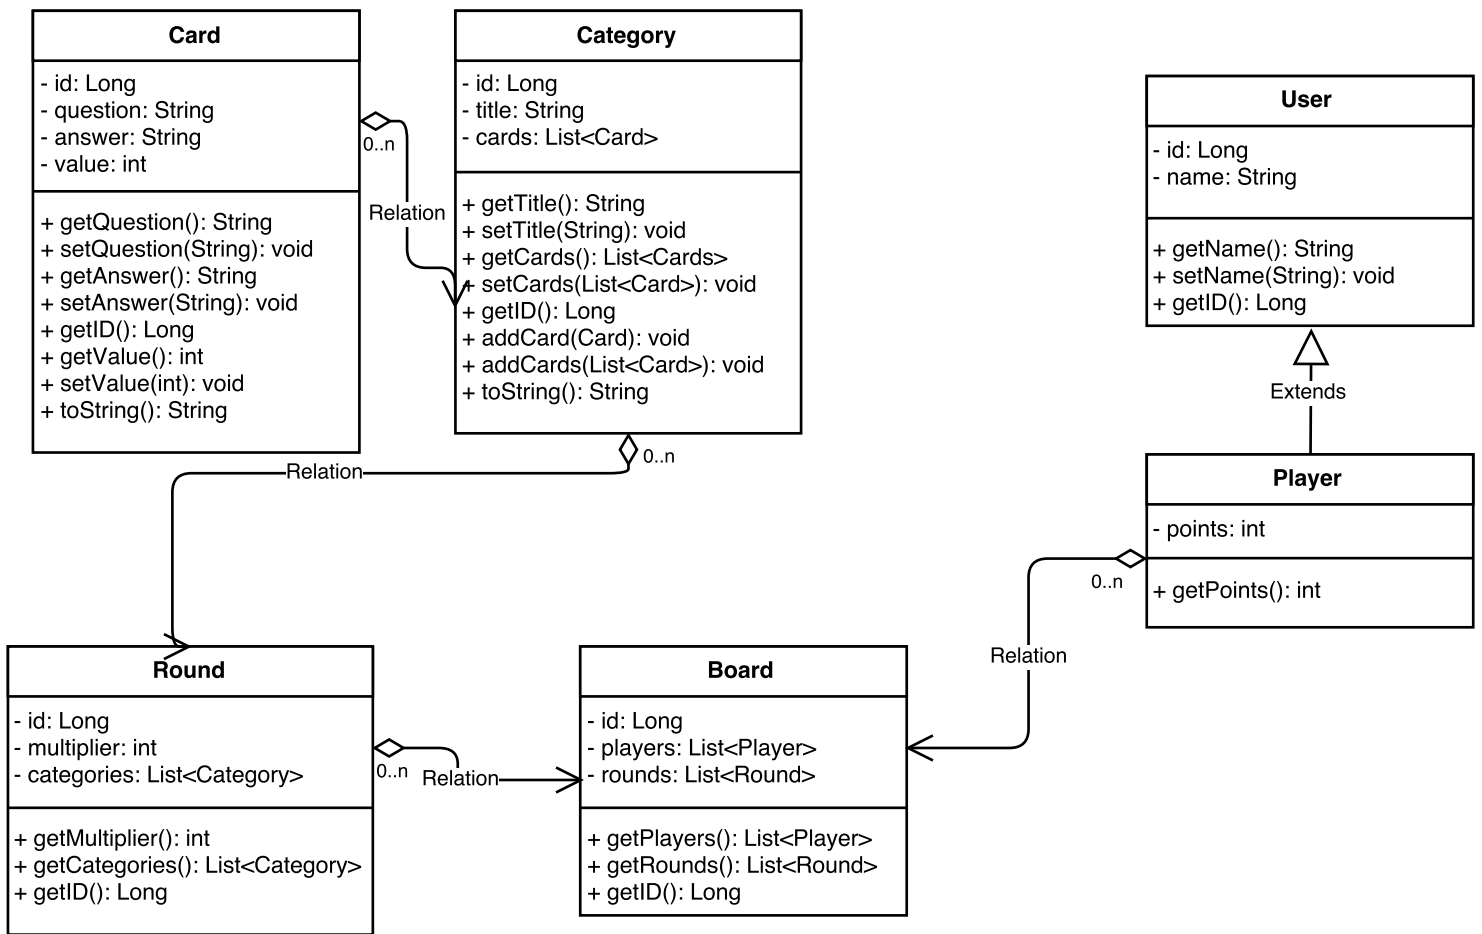 Card
- id: Long
- question: String
- answer: String
- value: int
+ getQuestion(): String
+ setQuestion(String): void
+ getAnswer(): String
+ setAnswer(String): void
+ getID(): Long
+ getValue(): int
+ setValue(int): void
+ toString(): String
0..n
Relation
Category
- id: Long
- title: String
- cards: List<Card>
+ getTitle(): String
+ setTitle(String): void
+ getCards(): List<Cards>
+ setCards(List<Card>): void
+ getID(): Long
+ addCard(Card): void
+ addCards(List<Card>): void
+ toString(): String
0..n
Relation
User
- id: Long
- name: String
+ getName(): String
+ setName(String): void
+ getID(): Long
Extends
Player
- points: int
+ getPoints(): int
0..n
Relation
Round
- id: Long
- multiplier: int
- categories: List<Category>
+ getMultiplier(): int
+ getCategories(): List<Category>
+ getID(): Long
0..n
Relation
Board
- id: Long
- players: List<Player>
- rounds: List<Round>
+ getPlayers(): List<Player>
+ getRounds(): List<Round>
+ getID(): Long